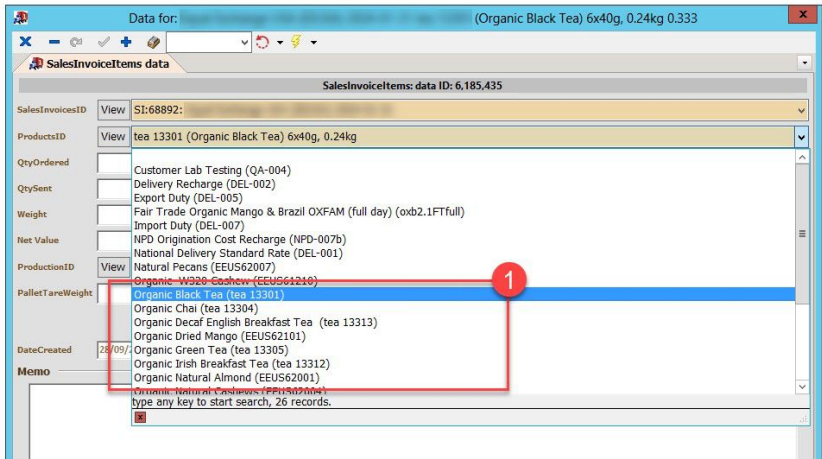 Data for: (Organic Black Tea) 6x40g, 0.24kg 0.333
x
SalesInvoiceItems data
SalesInvoiceItems: data ID: 6,185,435
SalesInvoicesID View SI:68892:
ProductsID View tea 13301 (Organic Black Tea) 6x40g, 0.24kg
QtyOrdered
Customer Lab Testing (QA-004)
Delivery Recharge (DEL-002)
QtySent
Export Duty (DEL-005)
Fair Trade Organic Mango & Brazil OXFAM (full day) (oxb2.1FTfull)
Weight
Import Duty (DEL-007)
NPD Origination Cost Recharge (NPD-007b)
Net Value
National Delivery Standard Rate (DEL-001)
ProductionID View Natural Pecans (EEUS62007)
Organic W320 Cashew (EEUS61210)
1
PalletTareWeight Organic Black Tea (tea 13301)
Organic Chai (tea 13304)
Organic Decaf English Breakfast Tea (tea 13313)
Organic Dried Mango (EEUS62101)
DateCreated 28/09/ Organic Green Tea (tea 13305)
Organic Irish Breakfast Tea (tea 13312)
Memo
Organic Natural Almond (EEUS62001)
Organic Natural Cashews (EEUS62004)
type any key to start search, 26 records.
x